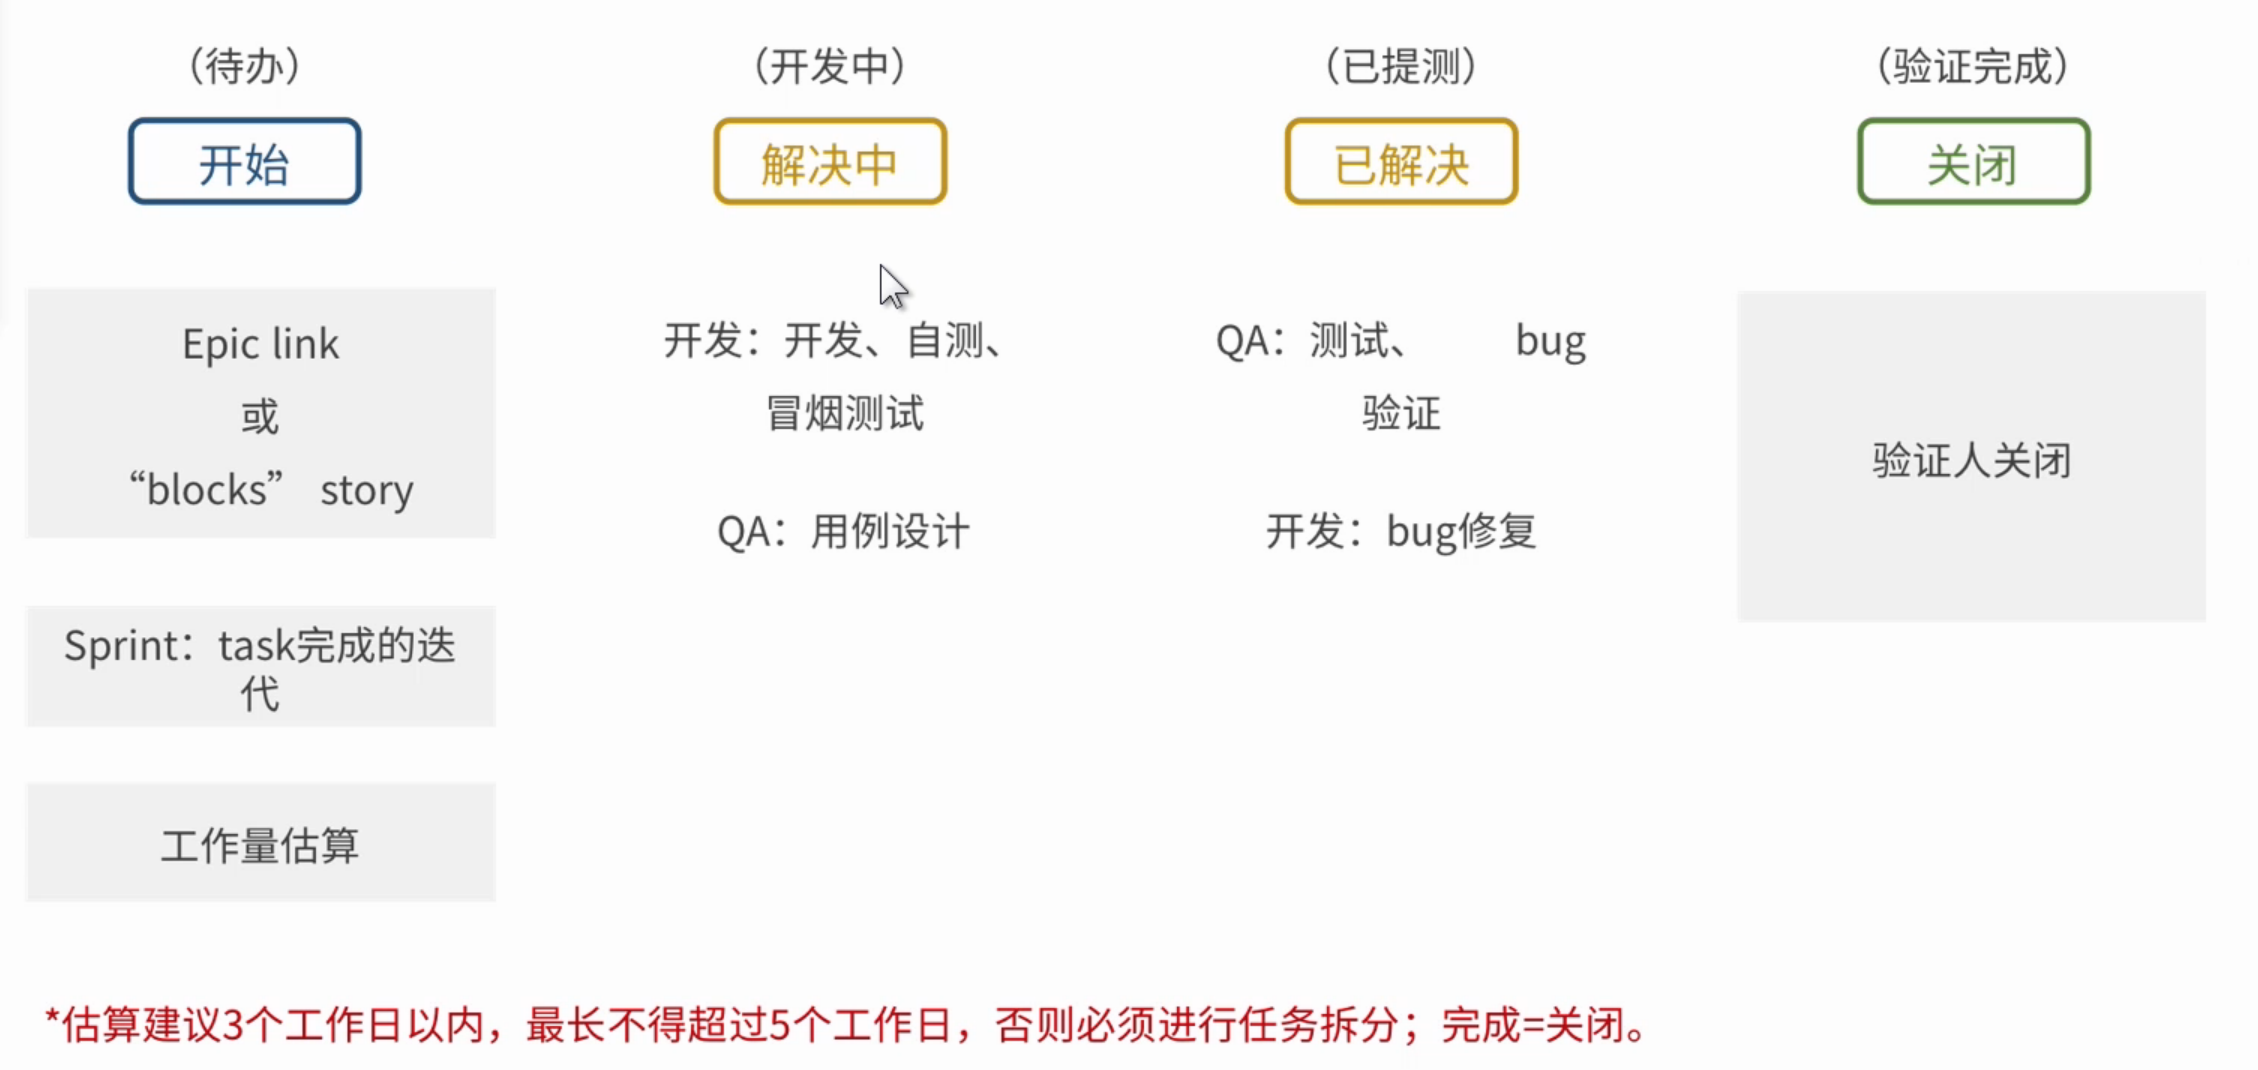 （待办）
（开发中）
（已提测）
（验证完成）
开始
解决中
已解决
关闭
Epic link
或
“blocks” story
Sprint：task完成的迭
代
工作量估算
开发：开发、自测、
冒烟测试
QA：用例设计
QA：测试、 bug
验证
开发：bug修复
验证人关闭
*估算建议3个工作日以内，最长不得超过5个工作日，否则必须进行任务拆分；完成=关闭。